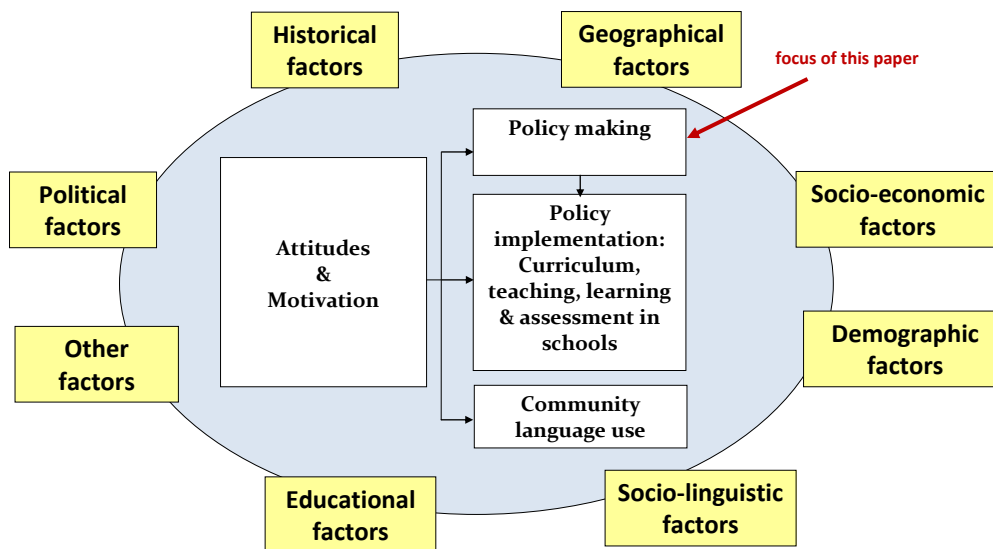 Historical
factors
Geographical
factors
focus of this paper
Policy making
Political
factors
Socio-economic
factors
Attitudes
&
Motivation
Policy
implementation:
Curriculum,
teaching, learning
& assessment in
schools
Other
factors
Demographic
factors
Community
language use
Educational
factors
Socio-linguistic
factors